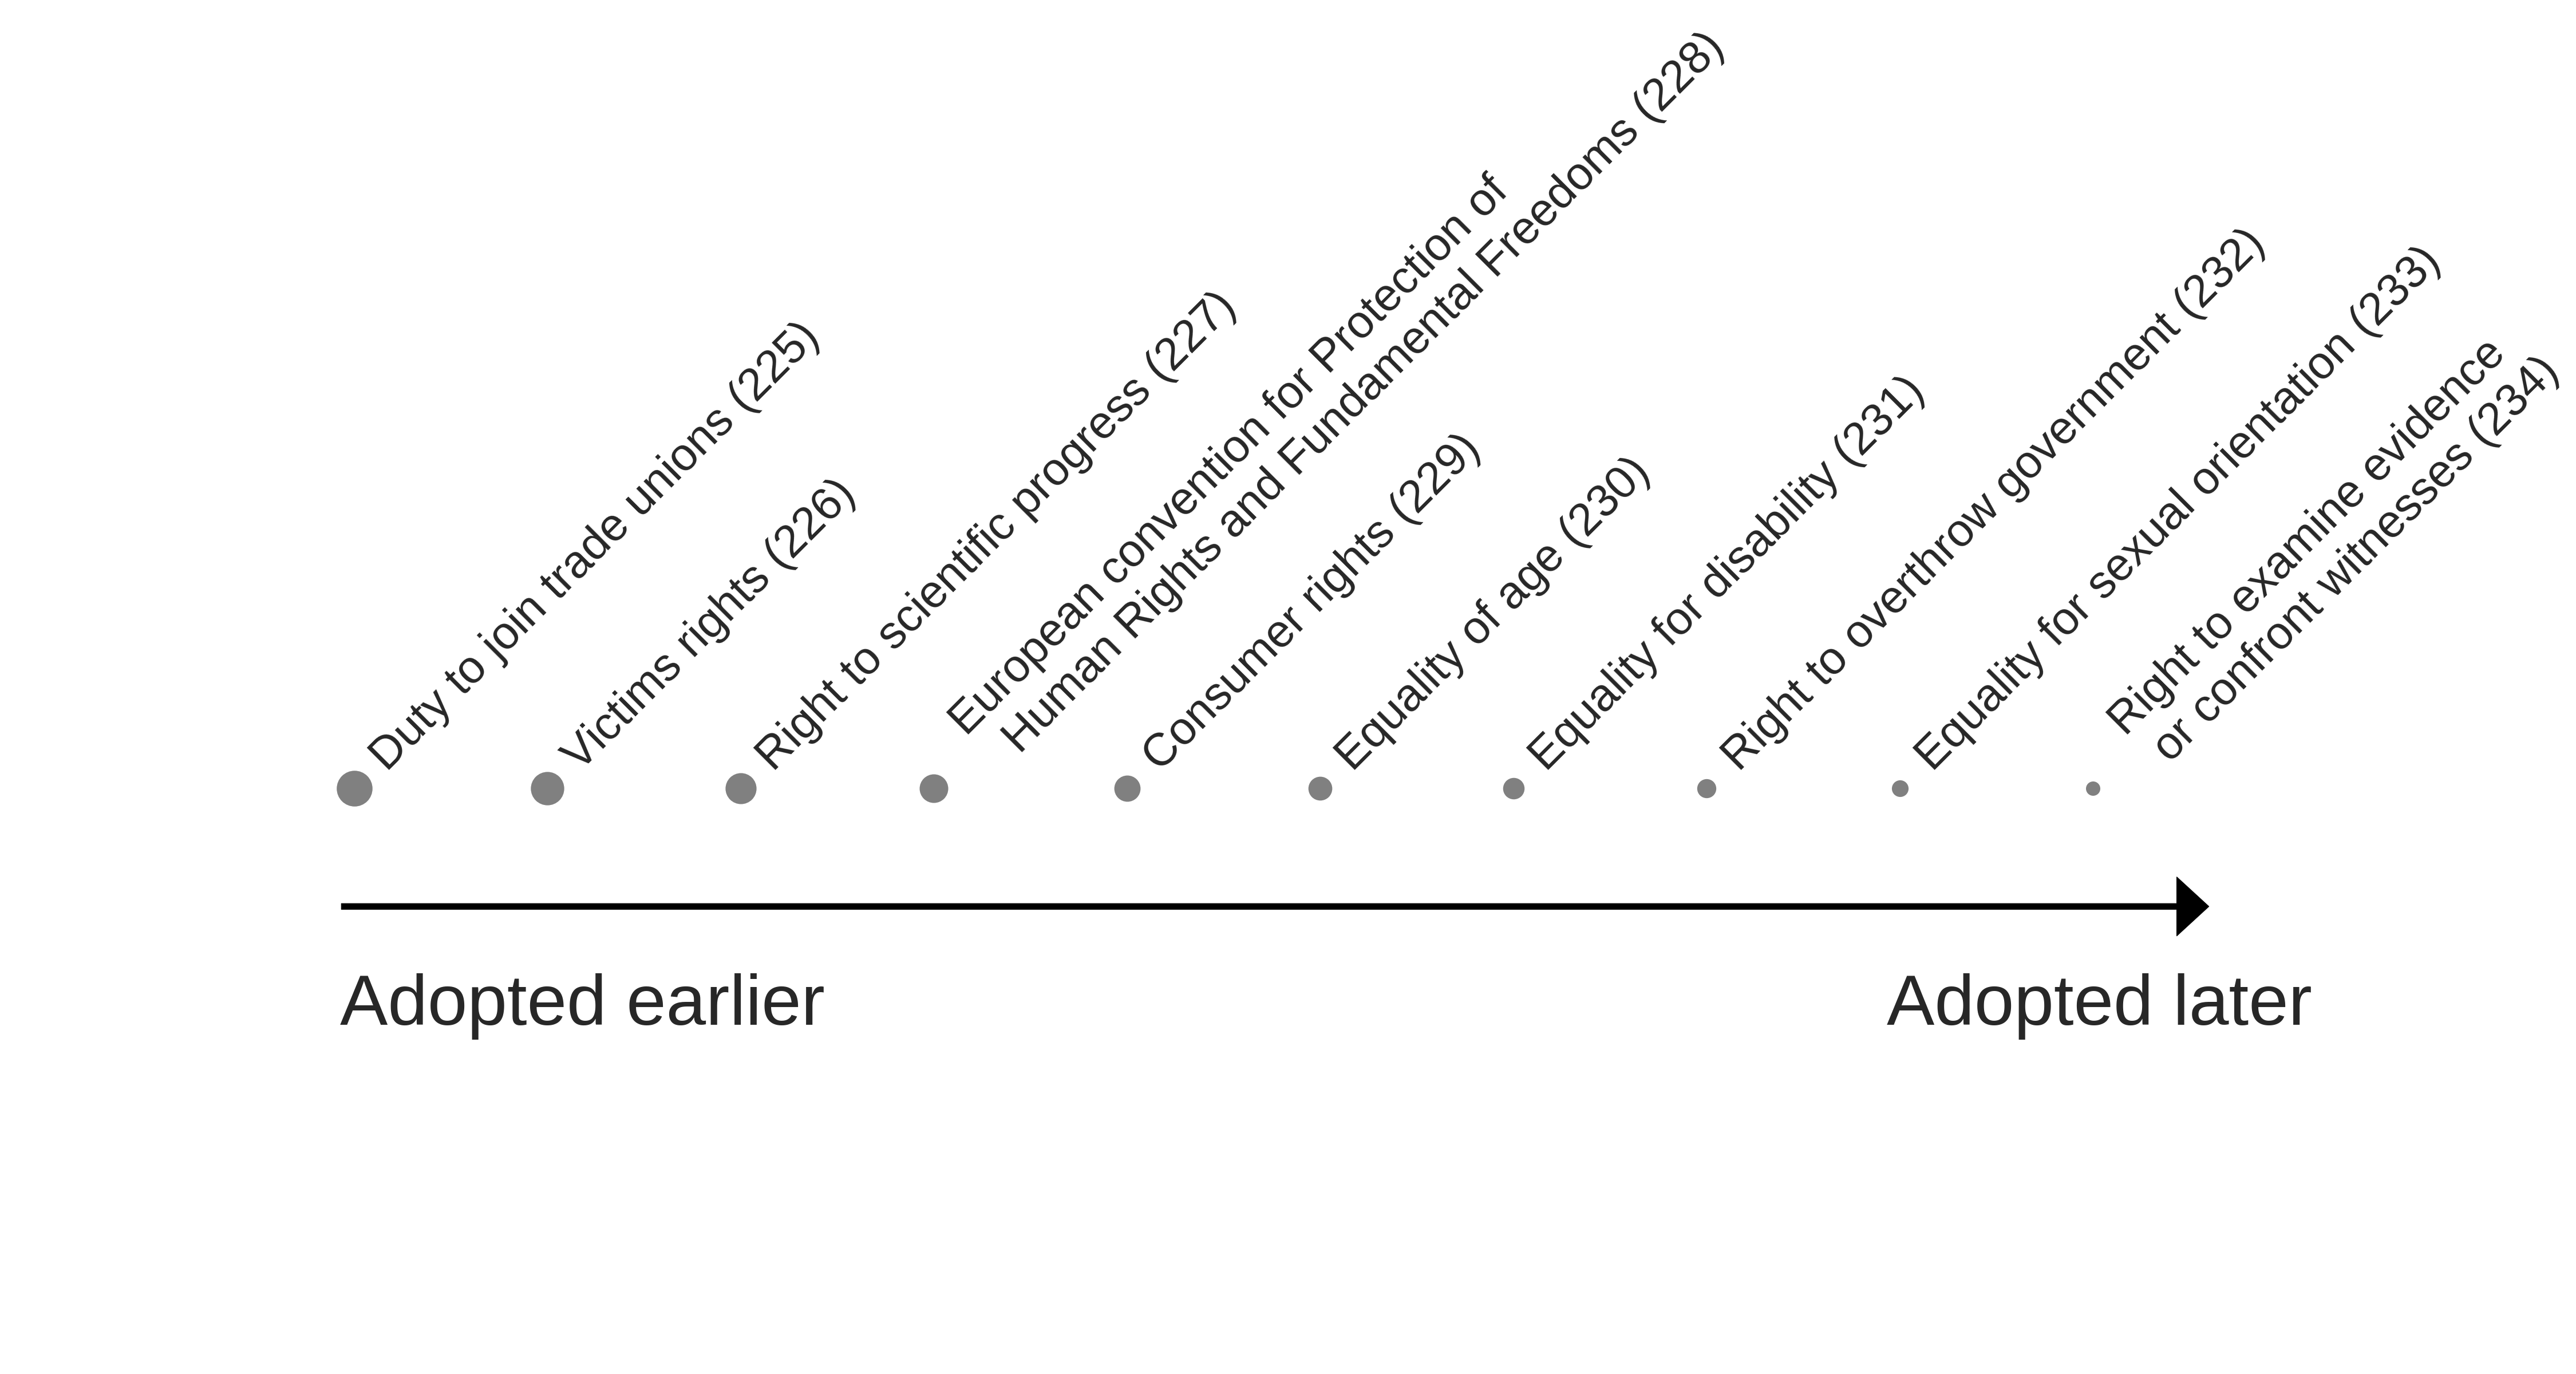 Duty to join trade unions (225)
Victims rights (226)
Right to scientific progress (227)
European convention for Protection of
Human Rights and Fundamental Freedoms (228)
Consumer rights (229)
Equality of age (230)
Equality for disability (231)
Right to overthrow government (232)
Equality for sexual orientation (233)
Right to examine evidence
or confront witnesses (234)
Adopted earlier
Adopted later